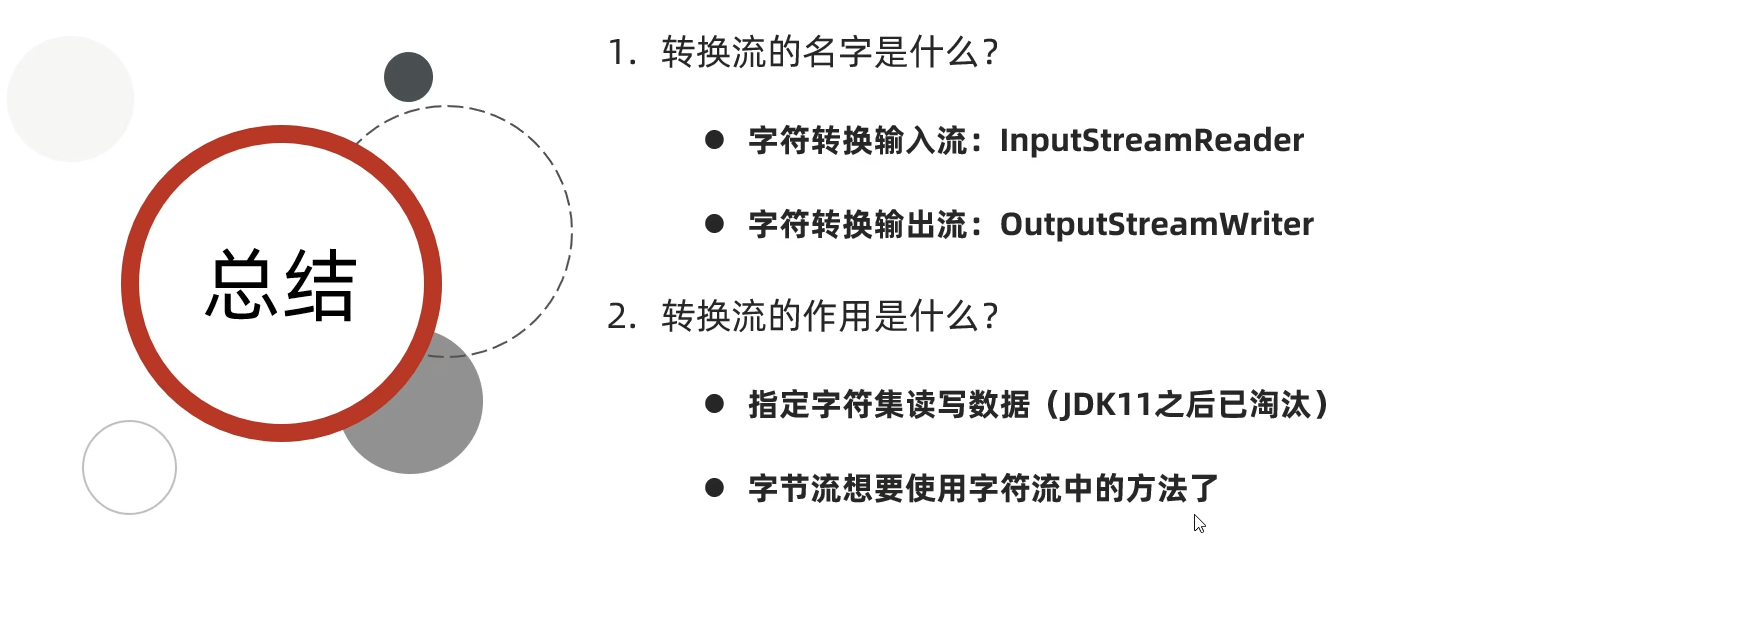 总结
1. 转换流的名字是什么？
● 字符转换输入流：InputStreamReader
● 字符转换输出流：OutputStreamWriter
2. 转换流的作用是什么？
● 指定字符集读写数据（JDK11之后已淘汰）
● 字节流想要使用字符流中的方法了